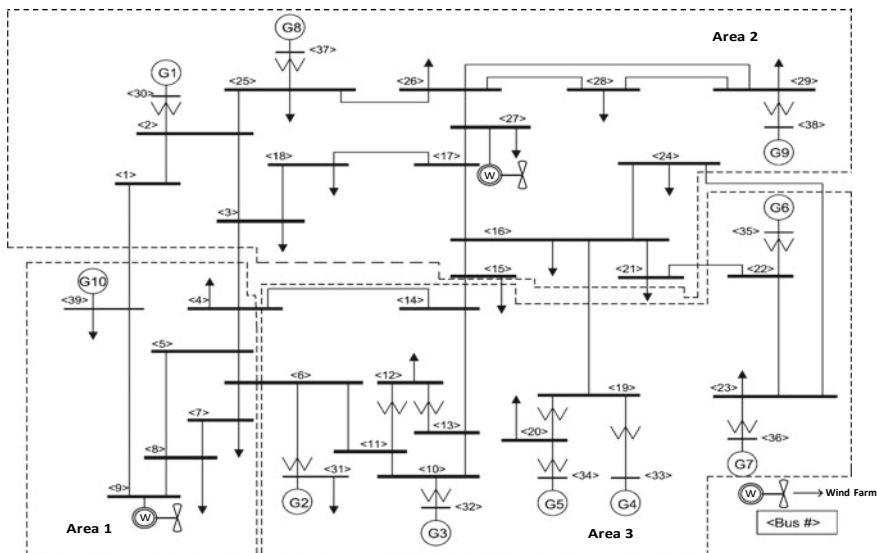 G8
<37>
Area 2
G1
<30>
<25>
<26>
<28>
<29>
<2>
<27>
<38>
<18>
<17>
W
<24>
G9
<1>
<3>
G6
<16>
<35>
<15>
<21>
<22>
G10
<39>
<4>
<14>
<5>
<6>
<12>
<19>
<23>
<7>
<13>
<20>
<8>
<11>
<36>
<9>
<31>
<10>
<34>
<33>
G7
W
G2
<32>
G5
G4
W
Wind Farm
Area 1
G3
Area 3
<Bus #>